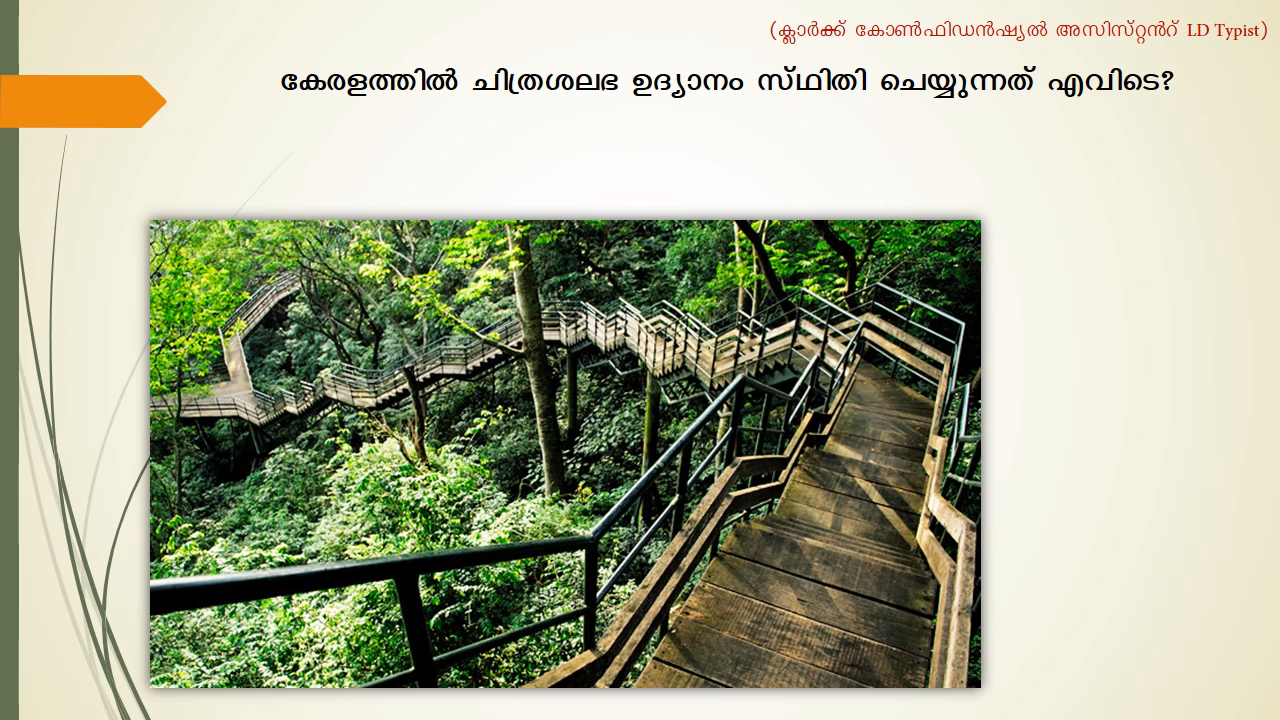 (ക്ലാർക്ക് കോൺഫിഡൻഷ്യൽ അസിസ്റ്റൻറ് LD Typist)
കേരളത്തിൽ ചിത്രശലഭ ഉദ്യാനം സ്ഥിതി ചെയ്യുന്നത് എവിടെ?